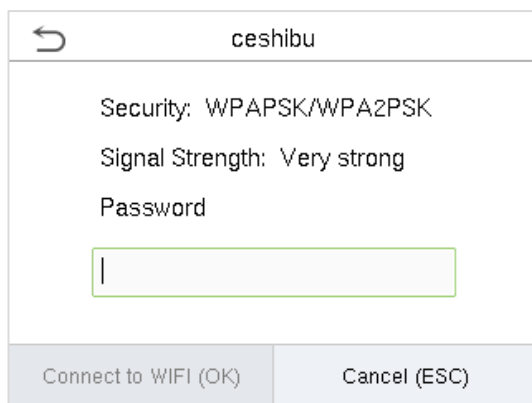 ceshibu
Security: WPAPSK/WPA2PSK
Signal Strength: Very strong
Password
Connect to WIFI (OK) Cancel (ESC)